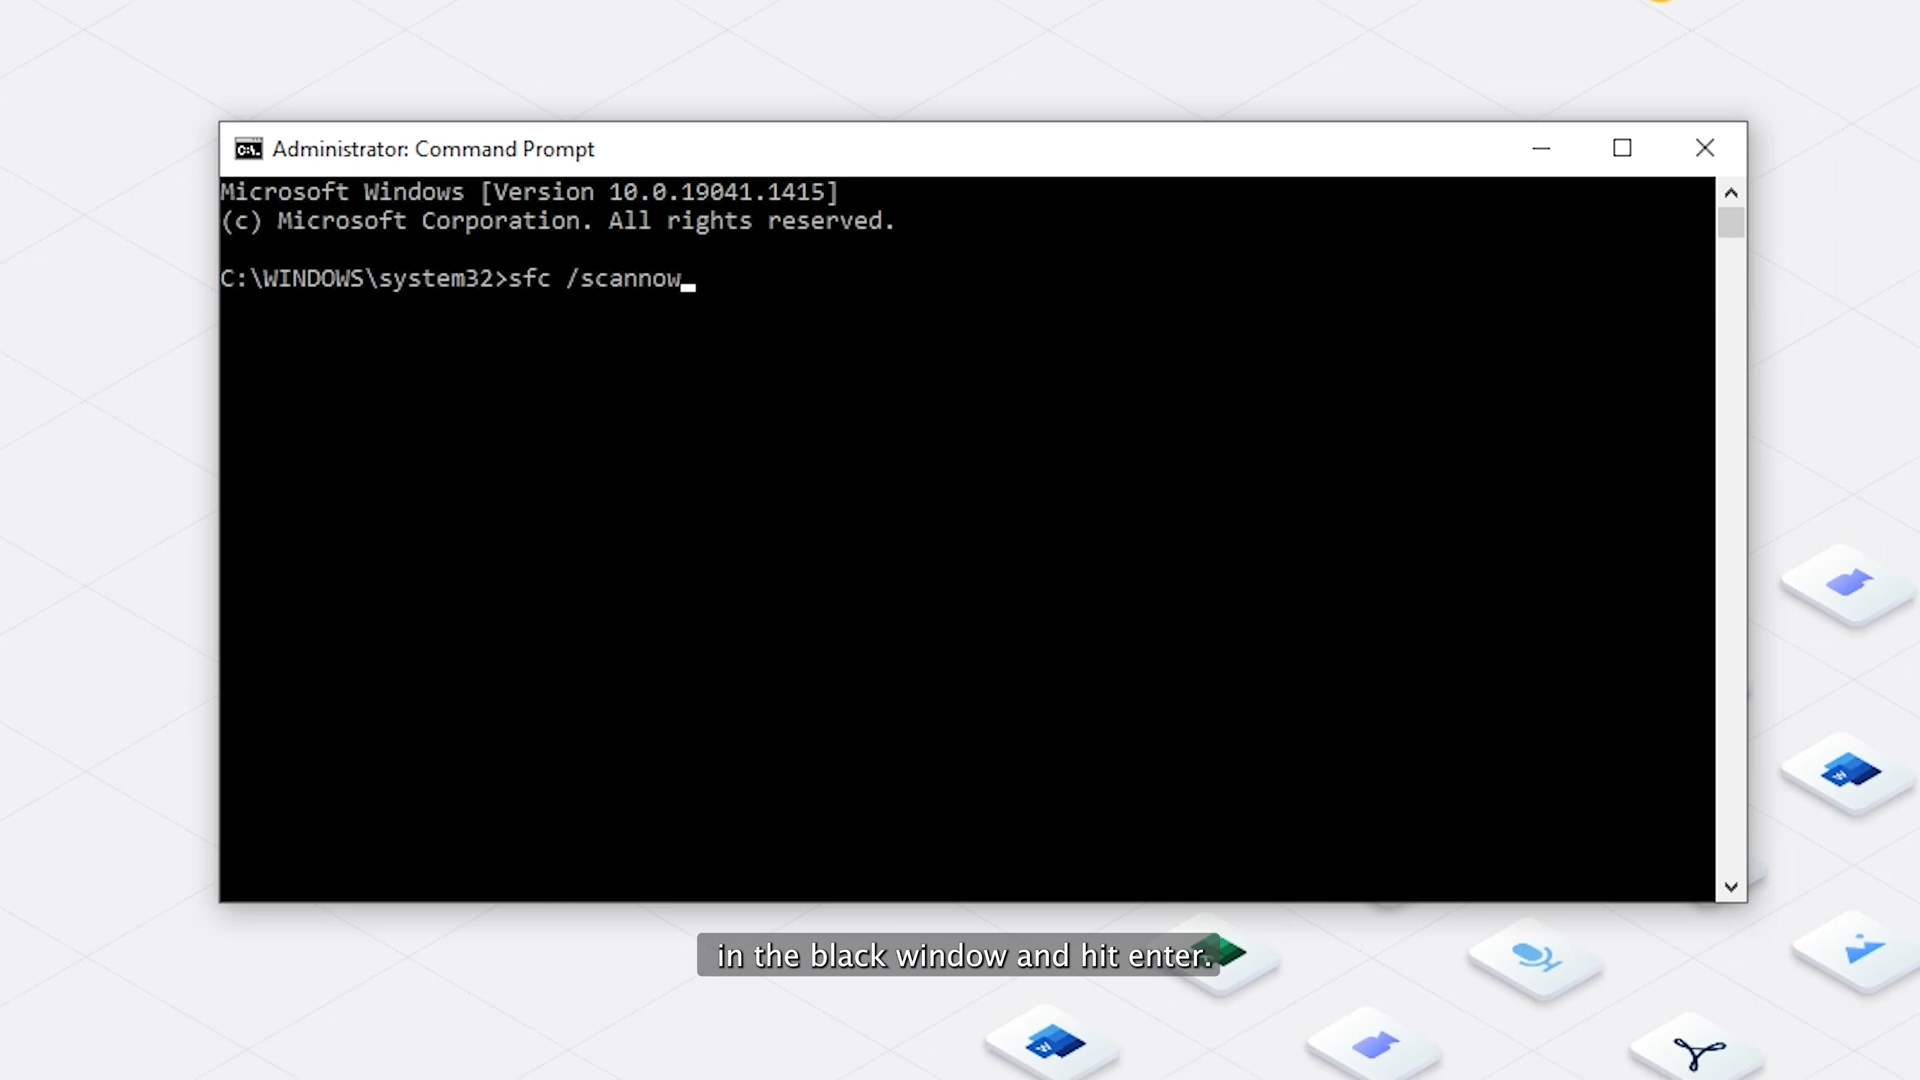 Administrator: Command Prompt
Microsoft Windows [Version 10.0.19041.1415]
(c) Microsoft Corporation. All rights reserved.
C:\WINDOWS\system32>sfc /scannow
in the black window and hit enter.